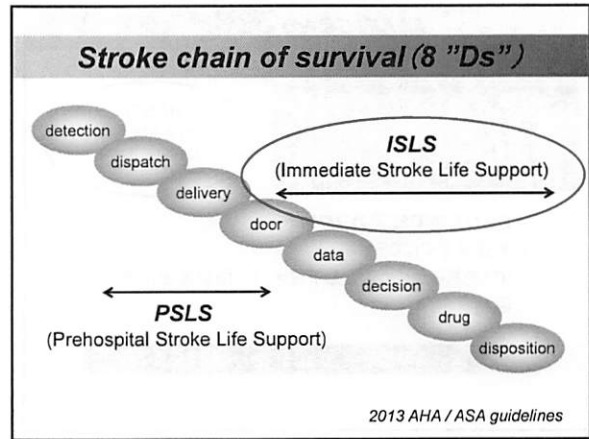 Stroke chain of survival (8 ”Ds”)
detection
dispatch
delivery
door
data
decision
drug
disposition
ISLS
(Immediate Stroke Life Support)
PSLS
(Prehospital Stroke Life Support)
2013 AHA / ASA guidelines